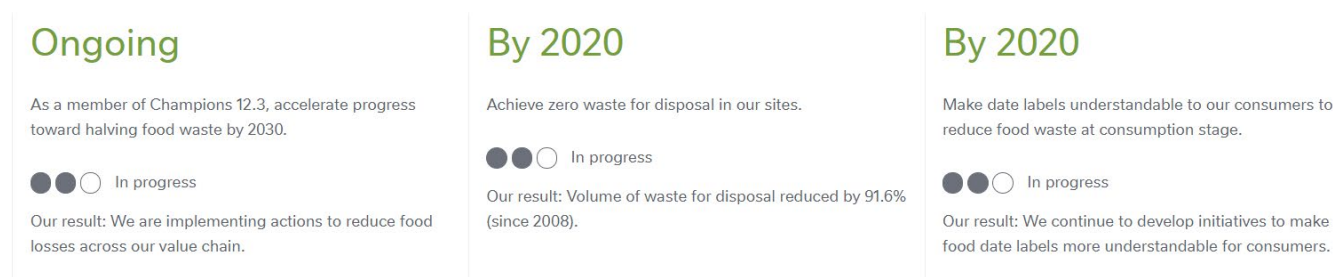 Ongoing
As a member of Champions 12.3, accelerate progress
toward halving food waste by 2030.
In progress
Our result: We are implementing actions to reduce food
losses across our value chain.
By 2020
Achieve zero waste for disposal in our sites.
In progress
Our result: Volume of waste for disposal reduced by 91.6%
(since 2008).
By 2020
Make date labels understandable to our consumers to
reduce food waste at consumption stage.
In progress
Our result: We continue to develop initiatives to make
food date labels more understandable for consumers.